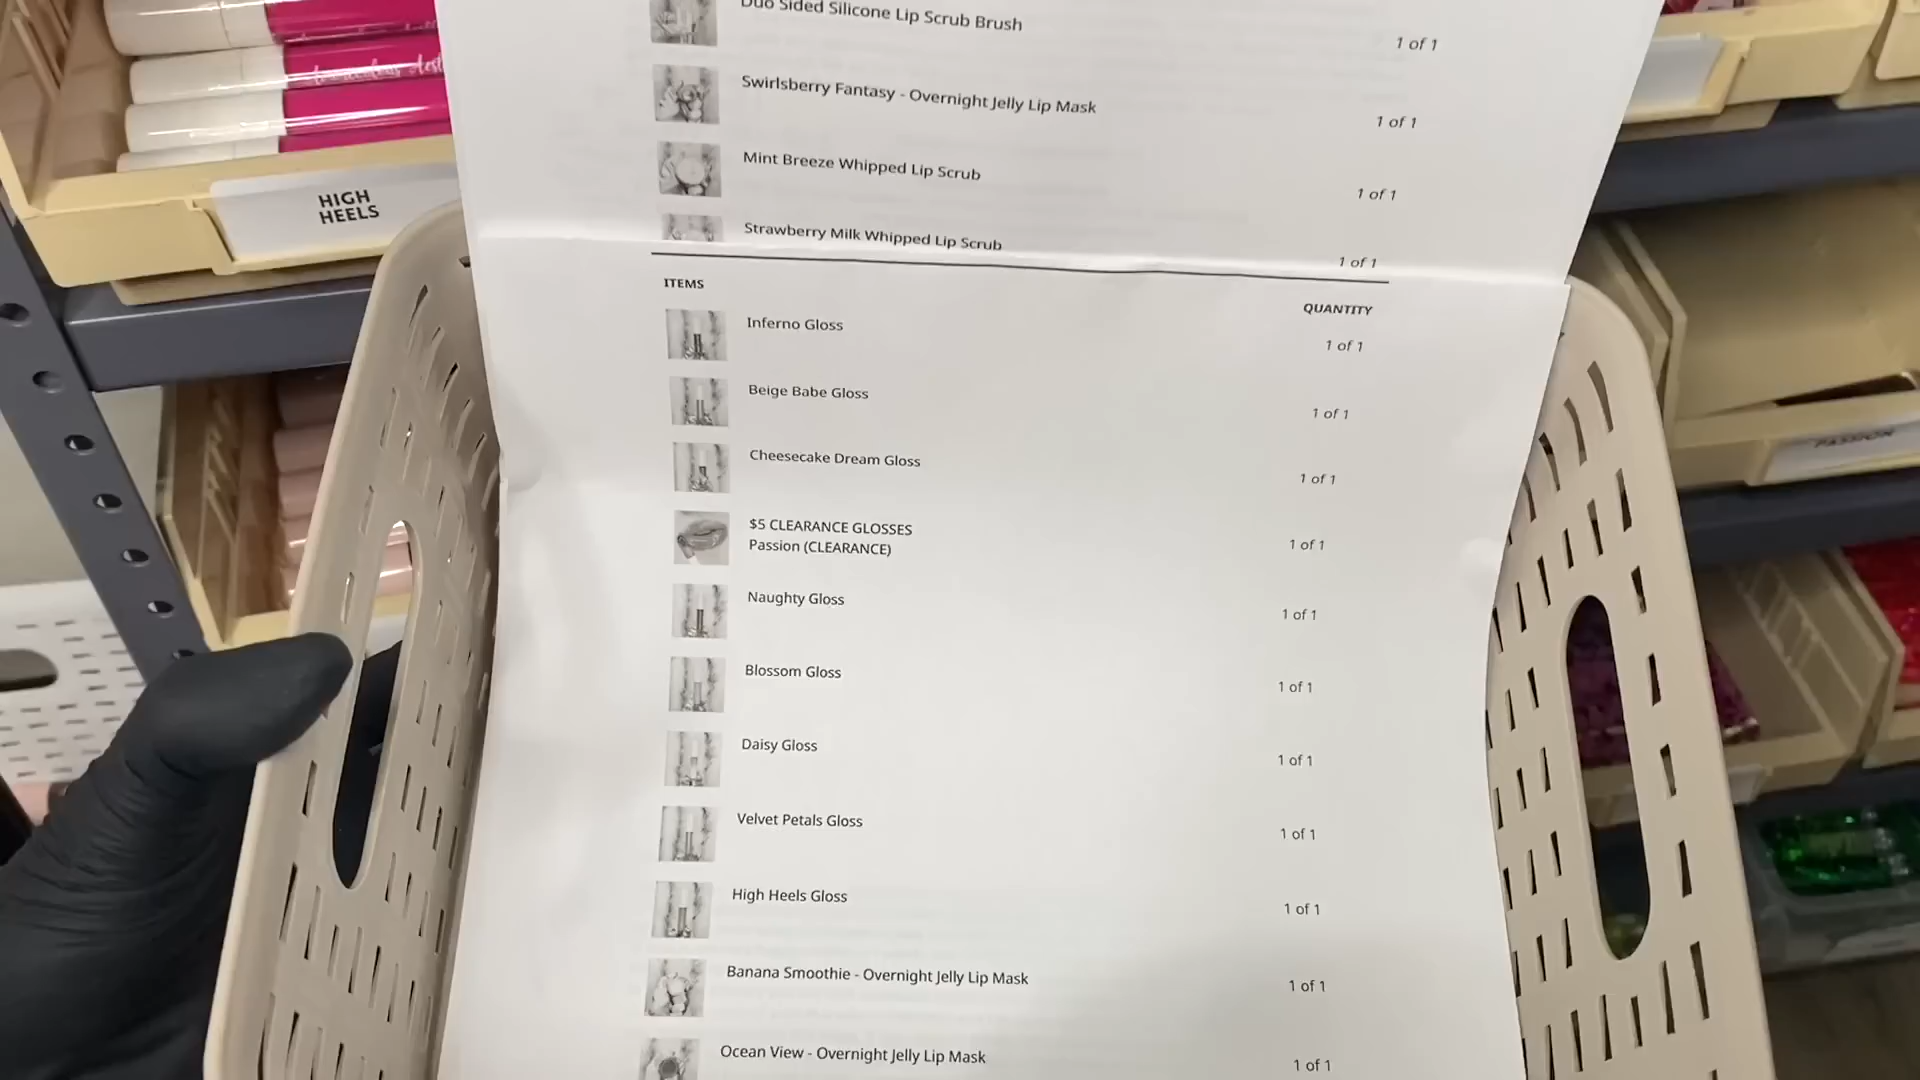 HIGH
HEELS
Duo Sided Silicone Lip Scrub Brush
1 of 1
Swirlsberry Fantasy - Overnight Jelly Lip Mask
1 of 1
Mint Breeze Whipped Lip Scrub
1 of 1
Strawberry Milk Whipped Lip Scrub
1 of 1
ITEMS
QUANTITY
Inferno Gloss
1 of 1
Beige Babe Gloss
1 of 1
Cheesecake Dream Gloss
1 of 1
$5 CLEARANCE GLOSSES
Passion (CLEARANCE)
1 of 1
Naughty Gloss
1 of 1
Blossom Gloss
1 of 1
Daisy Gloss
1 of 1
Velvet Petals Gloss
1 of 1
High Heels Gloss
1 of 1
Banana Smoothie - Overnight Jelly Lip Mask
1 of 1
Ocean View - Overnight Jelly Lip Mask
1 of 1
PASSION